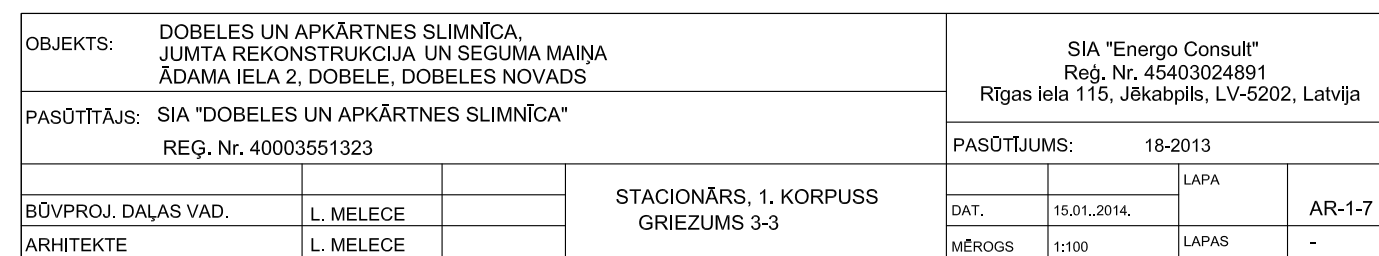 OBJEKTS:
DOBELES UN APKĀRTNES SLIMNĪCA,
JUMTA REKONSTRUKCIJA UN SEGUMA MAIŅA
ĀDAMA IELA 2, DOBELE, DOBELES NOVADS
SIA "Energo Consult"
Reģ. Nr. 45403024891
Rīgas iela 115, Jēkabpils, LV-5202, Latvija
PASŪTĪTĀJS: SIA "DOBELES UN APKĀRTNES SLIMNĪCA"
REĢ. Nr. 40003551323
PASŪTĪJUMS: 18-2013
STACIONĀRS, 1. KORPUSS
GRIEZUMS 3-3
LAPA
BŪVPROJ. DAĻAS VAD. L. MELECE
DAT. 15.01..2014. AR-1-7
ARHITEKTE L. MELECE
MĒROGS 1:100 LAPAS -